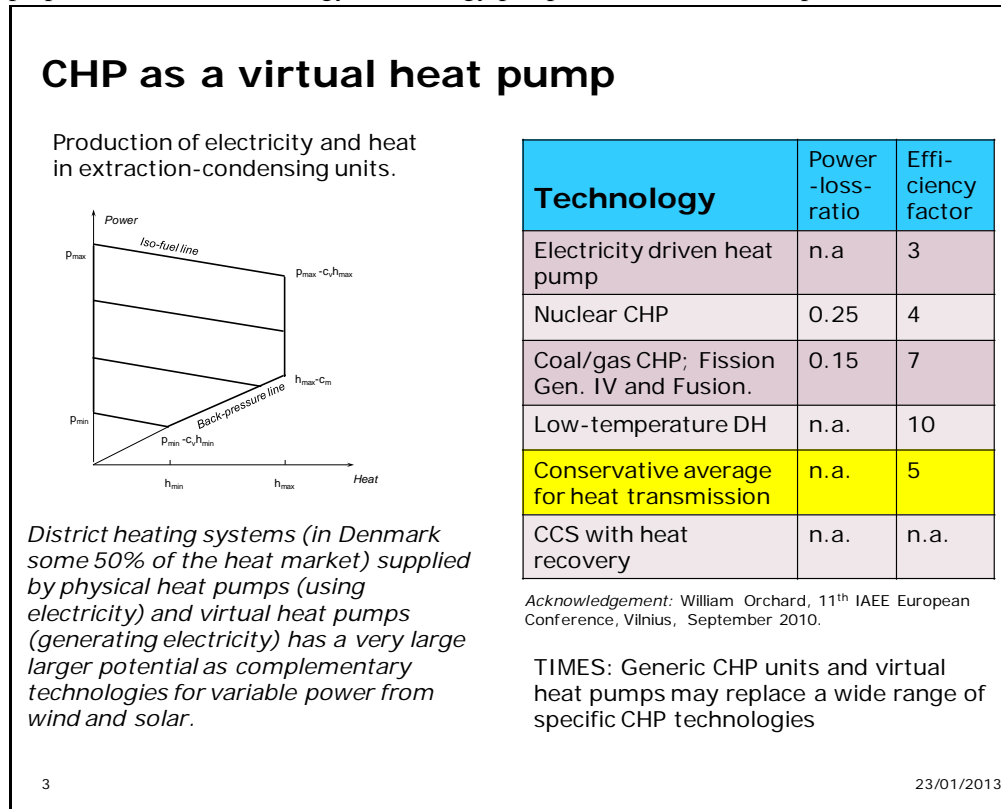 CHP as a virtual heat pump
Production of electricity and heat
in extraction-condensing units.
Power
Iso-fuel line
pmax
pmax -cvhmax
hmax-cm
Back-pressure line
pmin
pmin -cvhmin
hmin
hmax
Heat
District heating systems (in Denmark
some 50% of the heat market) supplied
by physical heat pumps (using
electricity) and virtual heat pumps
(generating electricity) has a very large
larger potential as complementary
technologies for variable power from
wind and solar.
Technology
Power
-loss-
ratio
Effi-
ciency
factor
Electricity driven heat
pump
n.a
3
Nuclear CHP
0.25
4
Coal/gas CHP; Fission
Gen. IV and Fusion.
0.15
7
Low-temperature DH
n.a.
10
Conservative average
for heat transmission
n.a.
5
CCS with heat
recovery
n.a.
n.a.
Acknowledgement: William Orchard, 11th IAEE European
Conference, Vilnius, September 2010.
TIMES: Generic CHP units and virtual
heat pumps may replace a wide range of
specific CHP technologies
3
23/01/2013